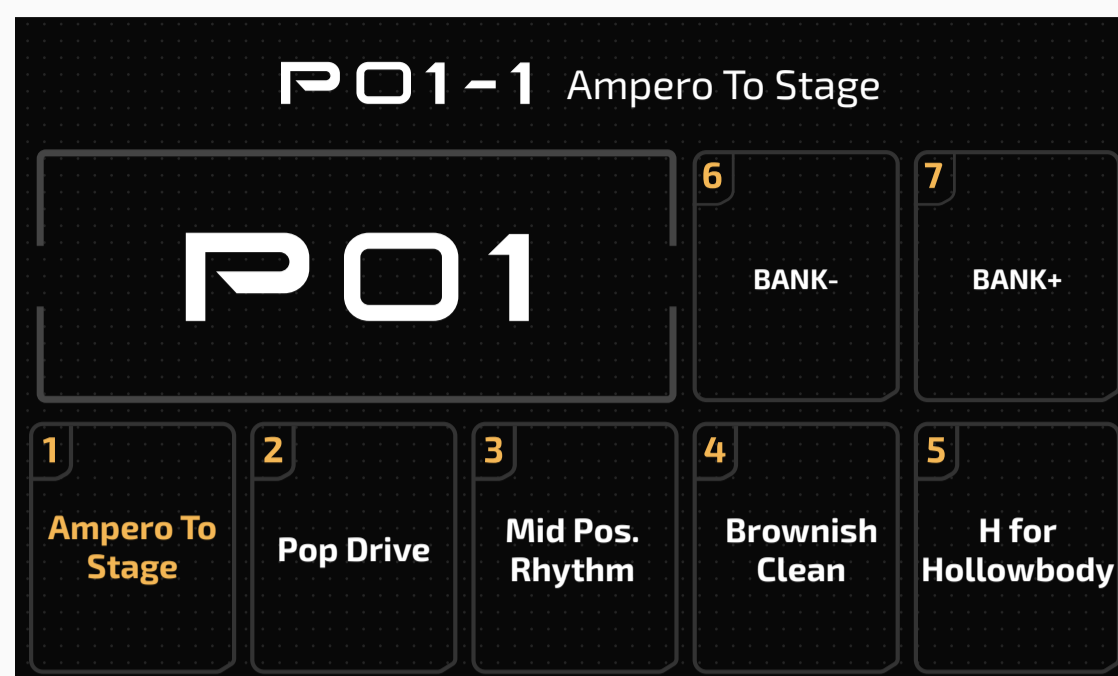 P01-1 Ampero To Stage
P01
6
BANK-
7
BANK+
1
Ampero To
Stage
2
Pop Drive
3
Mid Pos.
Rhythm
4
Brownish
Clean
5
H for
Hollowbody